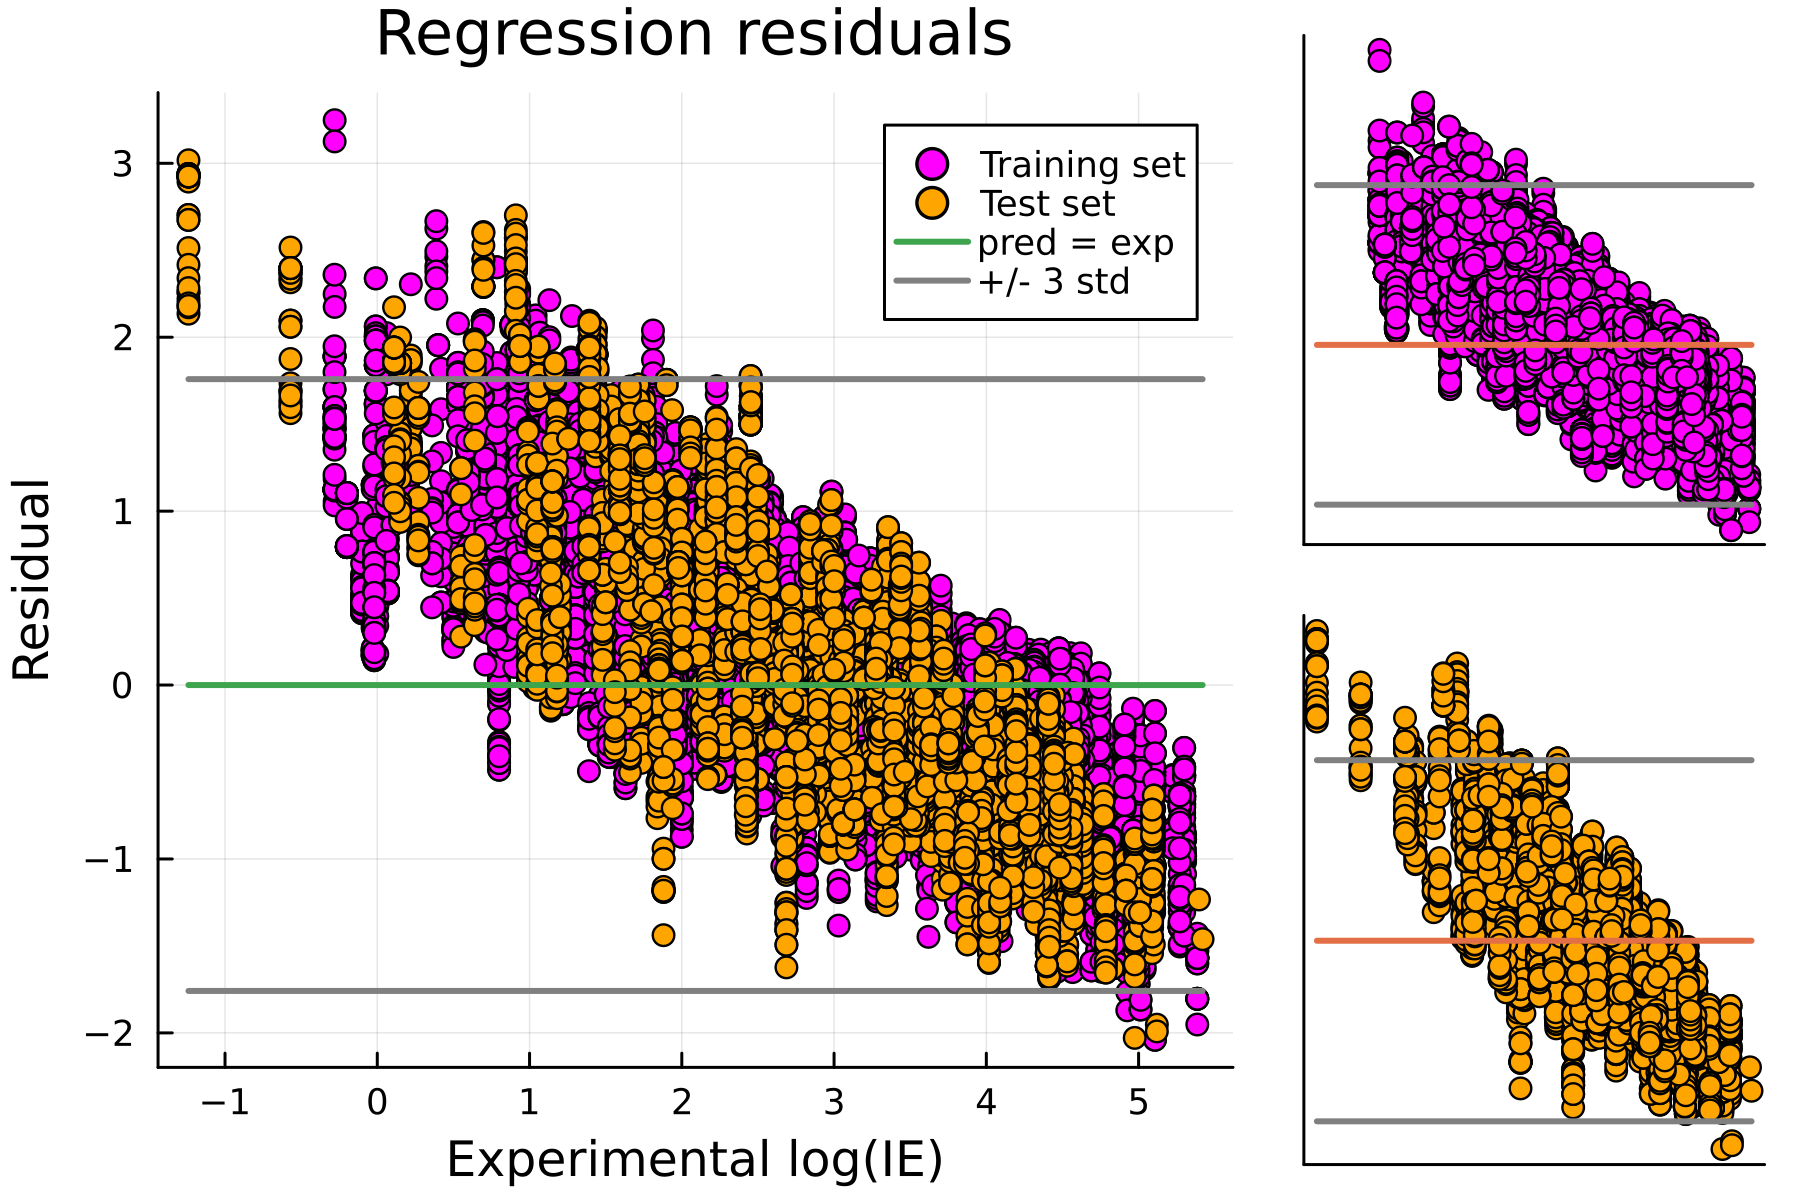 Regression residuals
Training set
Test set
pred = exp
+/- 3 std
Residual
3
2
1
0
−1
−2
−1 0 1 2 3 4 5
Experimental log(IE)